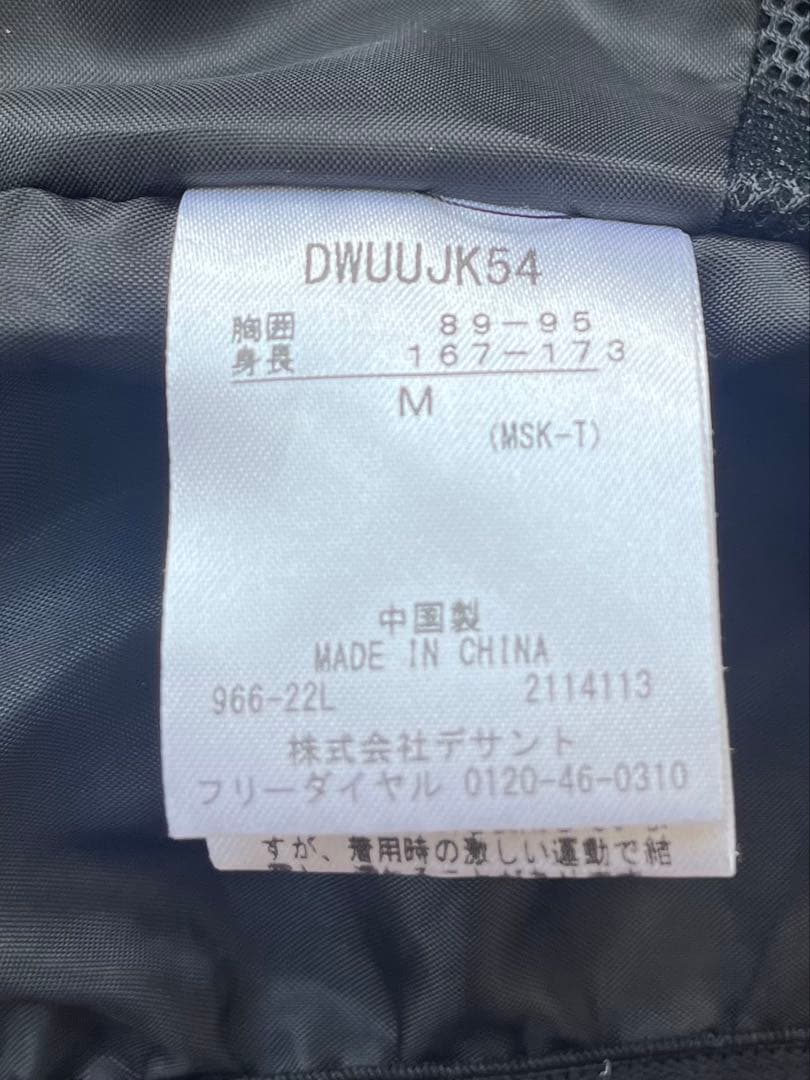 DWUUJK54
胸囲 89-95
身長 167-173
M
(MSK-T)
中国製
MADE IN CHINA
966-22L 2114113
株式会社デサント
フリーダイヤル 0120-46-0310
すが、着用時の激しい運動で結